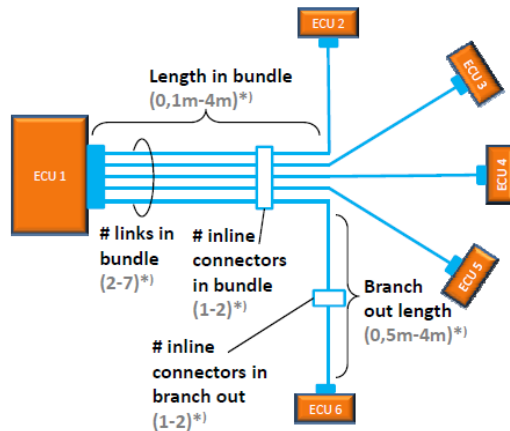 ECU 2
Length in bundle
(0,1m-4m)*)
ECU 3
ECU 1
ECU 4
# links in
bundle
(2-7)*)
# inline
connectors
in bundle
(1-2)*)
ECU 5
Branch
out length
(0,5m-4m)*)
# inline
connectors in
branch out
(1-2)*)
ECU 6